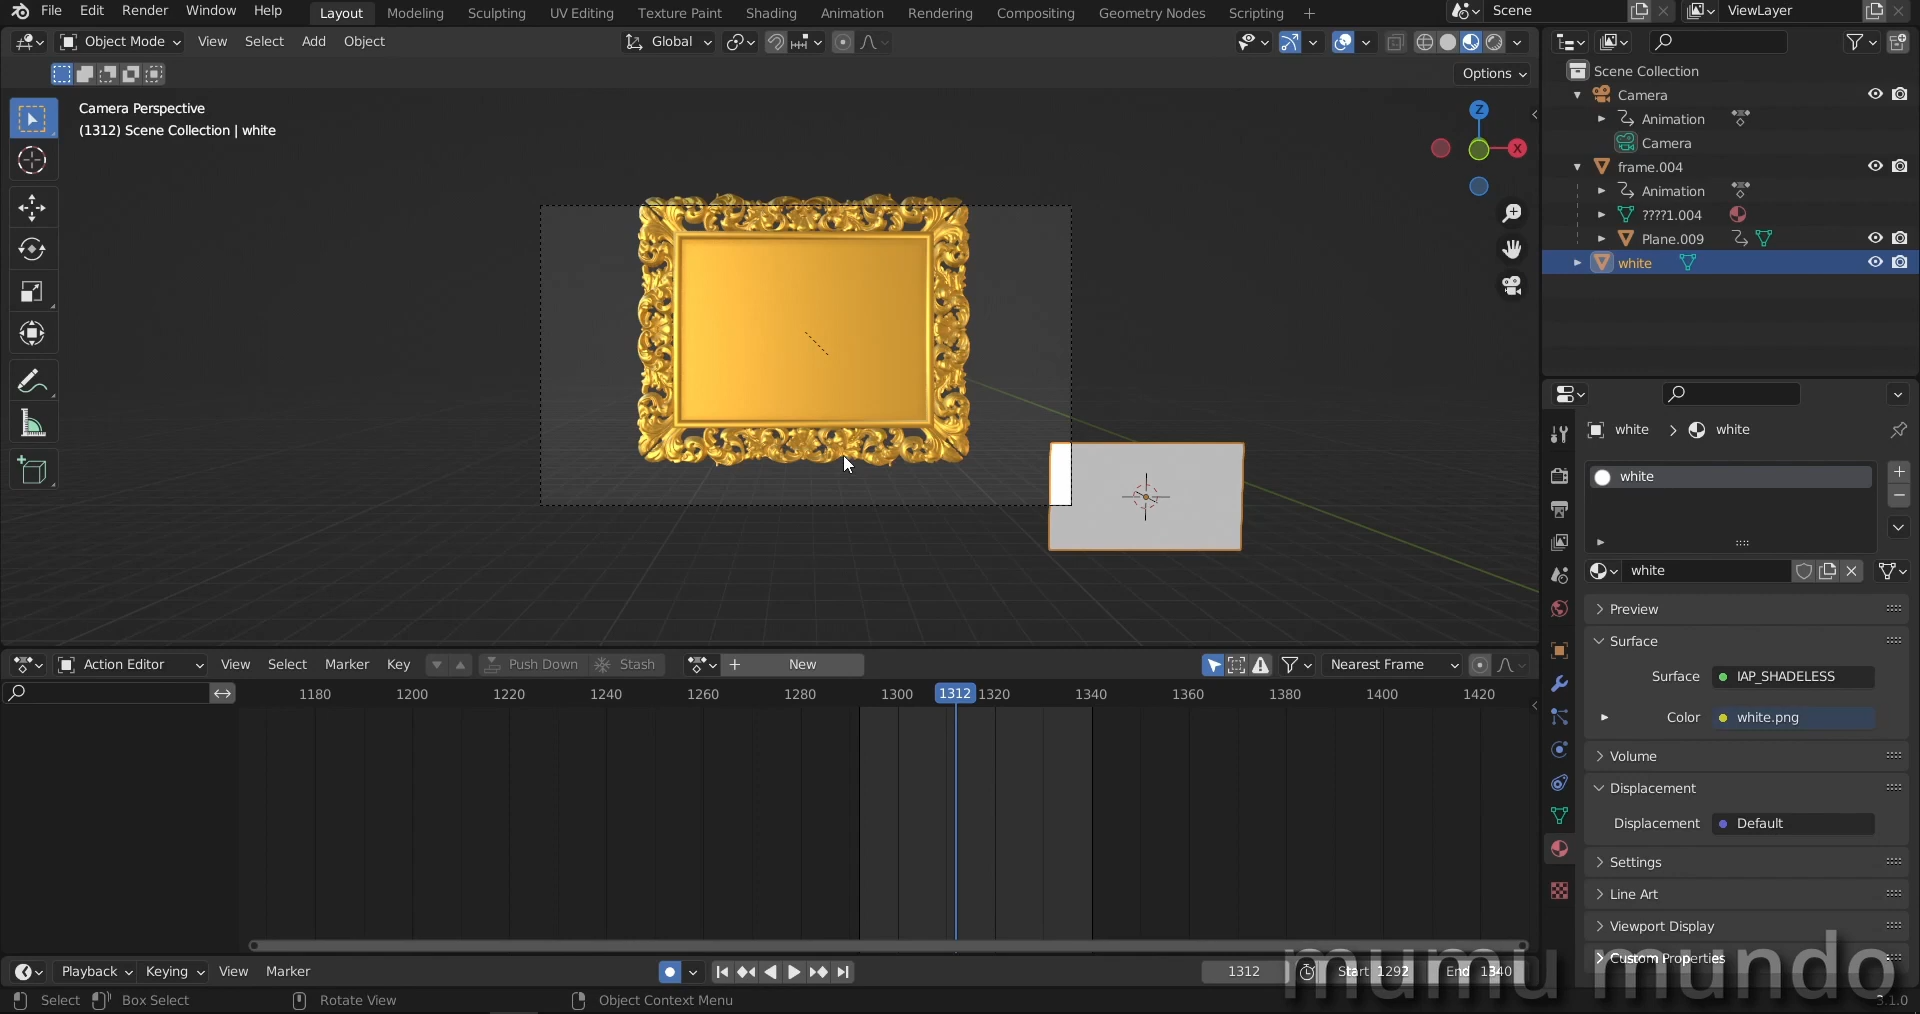 File Edit Render Window Help Layout Modeling Sculpting UV Editing Texture Paint Shading Animation Rendering Compositing Geometry Nodes Scripting + Scene ViewLayer
Object Mode View Select Add Object Global
Options
Camera Perspective
(1312) Scene Collection | white
Z
X
Scene Collection
Camera
Animation
Camera
frame.004
Animation
????1.004
Plane.009
white
white > white
white
white
Preview
Surface
Surface IAP_SHADELESS
Color white.png
Volume
Displacement
Displacement Default
Settings
Line Art
Viewport Display
Custom Properties
Action Editor View Select Marker Key Push Down Stash + New Nearest Frame
1180 1200 1220 1240 1260 1280 1300 1312 1320 1340 1360 1380 1400 1420
Playback Keying View Marker 1312 Start 1292 End 1340
mumu mundo
Select Box Select Rotate View Object Context Menu 3.1.0